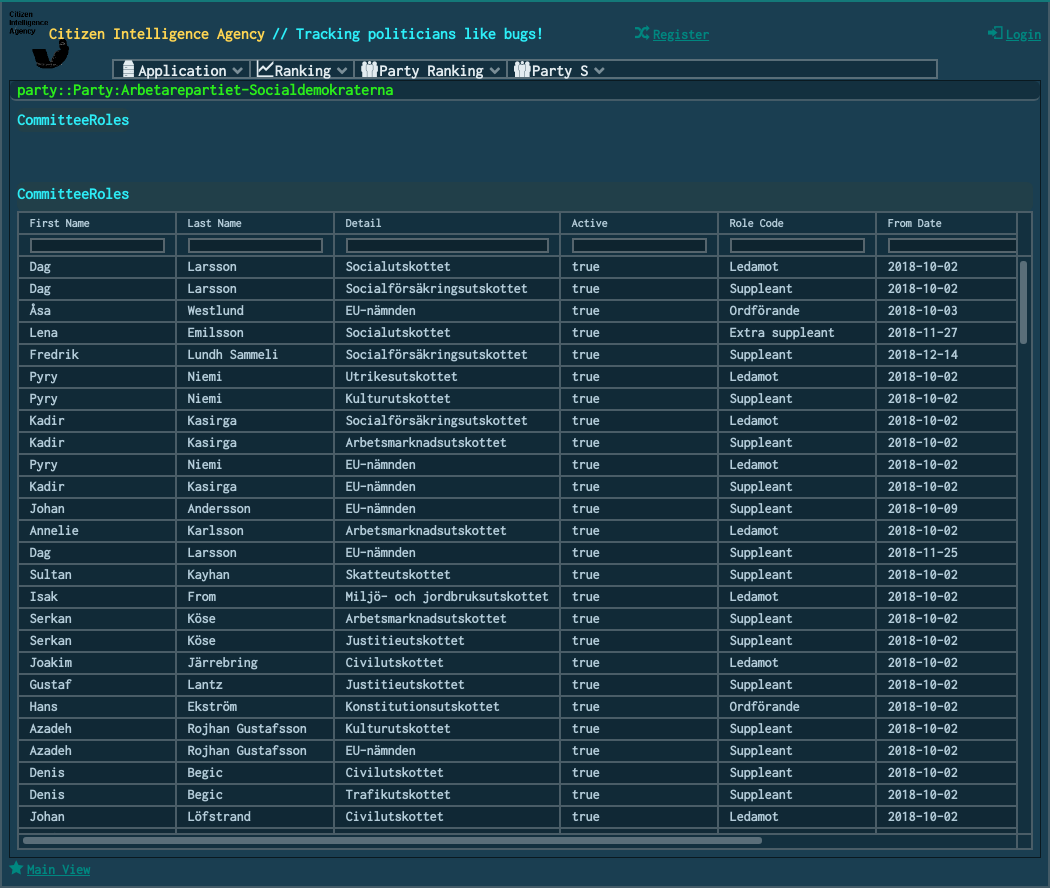 Citizen
Intelligence
Agency
Citizen Intelligence Agency // Tracking politicians like bugs!
Register
Login
Application
Ranking
Party Ranking
Party S
party::Party:Arbetarepartiet-Socialdemokraterna
CommitteeRoles
CommitteeRoles
First Name Last Name Detail Active Role Code From Date
Dag Larsson Socialutskottet true Ledamot 2018-10-02
Dag Larsson Socialförsäkringsutskottet true Suppleant 2018-10-02
Åsa Westlund EU-nämnden true Ordförande 2018-10-03
Lena Emilsson Socialutskottet true Extra suppleant 2018-11-27
Fredrik Lundh Sammeli Socialförsäkringsutskottet true Suppleant 2018-12-14
Pyry Niemi Utrikesutskottet true Ledamot 2018-10-02
Pyry Niemi Kulturutskottet true Suppleant 2018-10-02
Kadir Kasirga Socialförsäkringsutskottet true Ledamot 2018-10-02
Kadir Kasirga Arbetsmarknadsutskottet true Suppleant 2018-10-02
Pyry Niemi EU-nämnden true Ledamot 2018-10-02
Kadir Kasirga EU-nämnden true Suppleant 2018-10-02
Johan Andersson EU-nämnden true Suppleant 2018-10-09
Annelie Karlsson Arbetsmarknadsutskottet true Ledamot 2018-10-02
Dag Larsson EU-nämnden true Suppleant 2018-11-25
Sultan Kayhan Skatteutskottet true Suppleant 2018-10-02
Isak From Miljö- och jordbruksutskottet true Ledamot 2018-10-02
Serkan Köse Arbetsmarknadsutskottet true Suppleant 2018-10-02
Serkan Köse Justitieutskottet true Suppleant 2018-10-02
Joakim Järrebring Civilutskottet true Ledamot 2018-10-02
Gustaf Lantz Justitieutskottet true Suppleant 2018-10-02
Hans Ekström Konstitutionsutskottet true Ordförande 2018-10-02
Azadeh Rojhan Gustafsson Kulturutskottet true Suppleant 2018-10-02
Azadeh Rojhan Gustafsson EU-nämnden true Suppleant 2018-10-02
Denis Begic Civilutskottet true Suppleant 2018-10-02
Denis Begic Trafikutskottet true Suppleant 2018-10-02
Johan Löfstrand Civilutskottet true Ledamot 2018-10-02
Main View